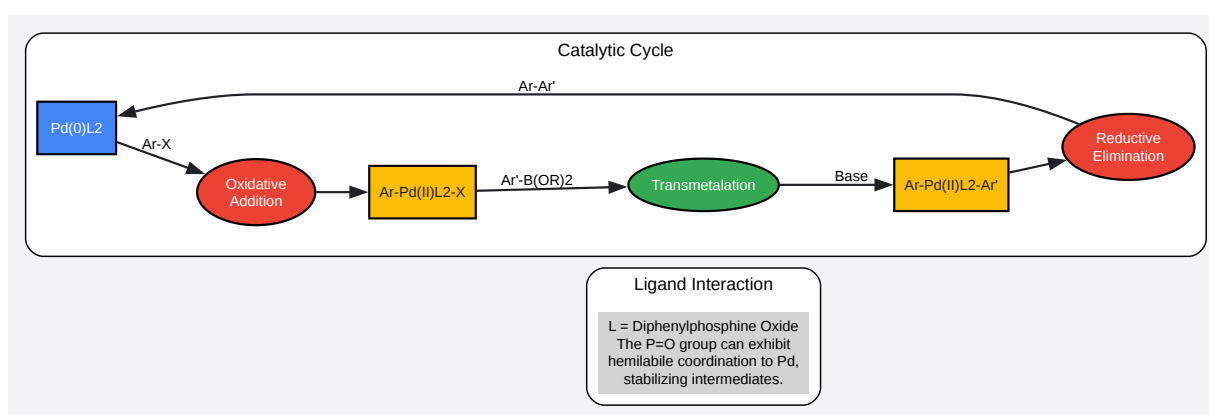 Catalytic Cycle
Ar-Ar'
Pd(0)L2
Ar-X
Oxidative
Addition
Ar-Pd(II)L2-X
Ar'-B(OR)2
Transmetalation
Base
Ar-Pd(II)L2-Ar'
Reductive
Elimination
Ligand Interaction
L = Diphenylphosphine Oxide
The P=O group can exhibit
hemilabile coordination to Pd,
stabilizing intermediates.